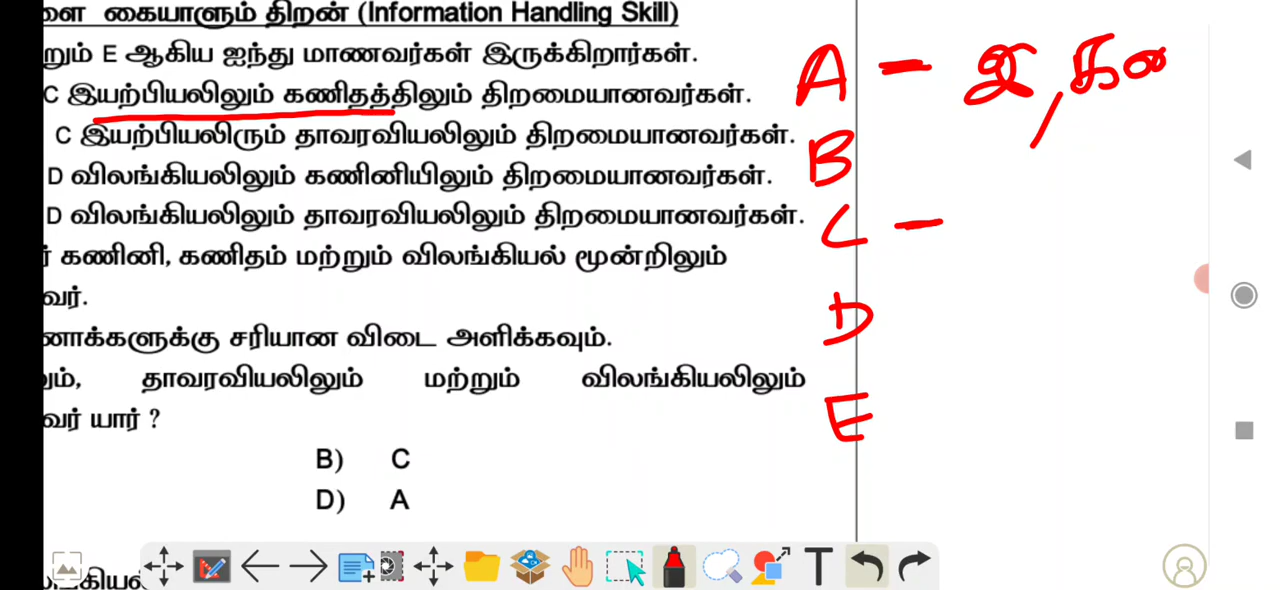 ளை கையாளும் திறன் (Information Handling Skill)
றும் E ஆகிய ஐந்து மாணவர்கள் இருக்கிறார்கள்.
C இயற்பியலிலும் கணிதத்திலும் திறமையானவர்கள்.
C இயற்பியலிரும் தாவரவியலிலும் திறமையானவர்கள்.
D விலங்கியலிலும் கணினியிலும் திறமையானவர்கள்.
D விலங்கியலிலும் தாவரவியலிலும் திறமையானவர்கள்.
ர் கணினி, கணிதம் மற்றும் விலங்கியல் மூன்றிலும்
வர்.
னாக்களுக்கு சரியான விடை அளிக்கவும்.
ும், தாவரவியலிலும் மற்றும் விலங்கியலிலும்
வர் யார் ?
B) C
D) A
A - இ,
B
C -
D
E
T